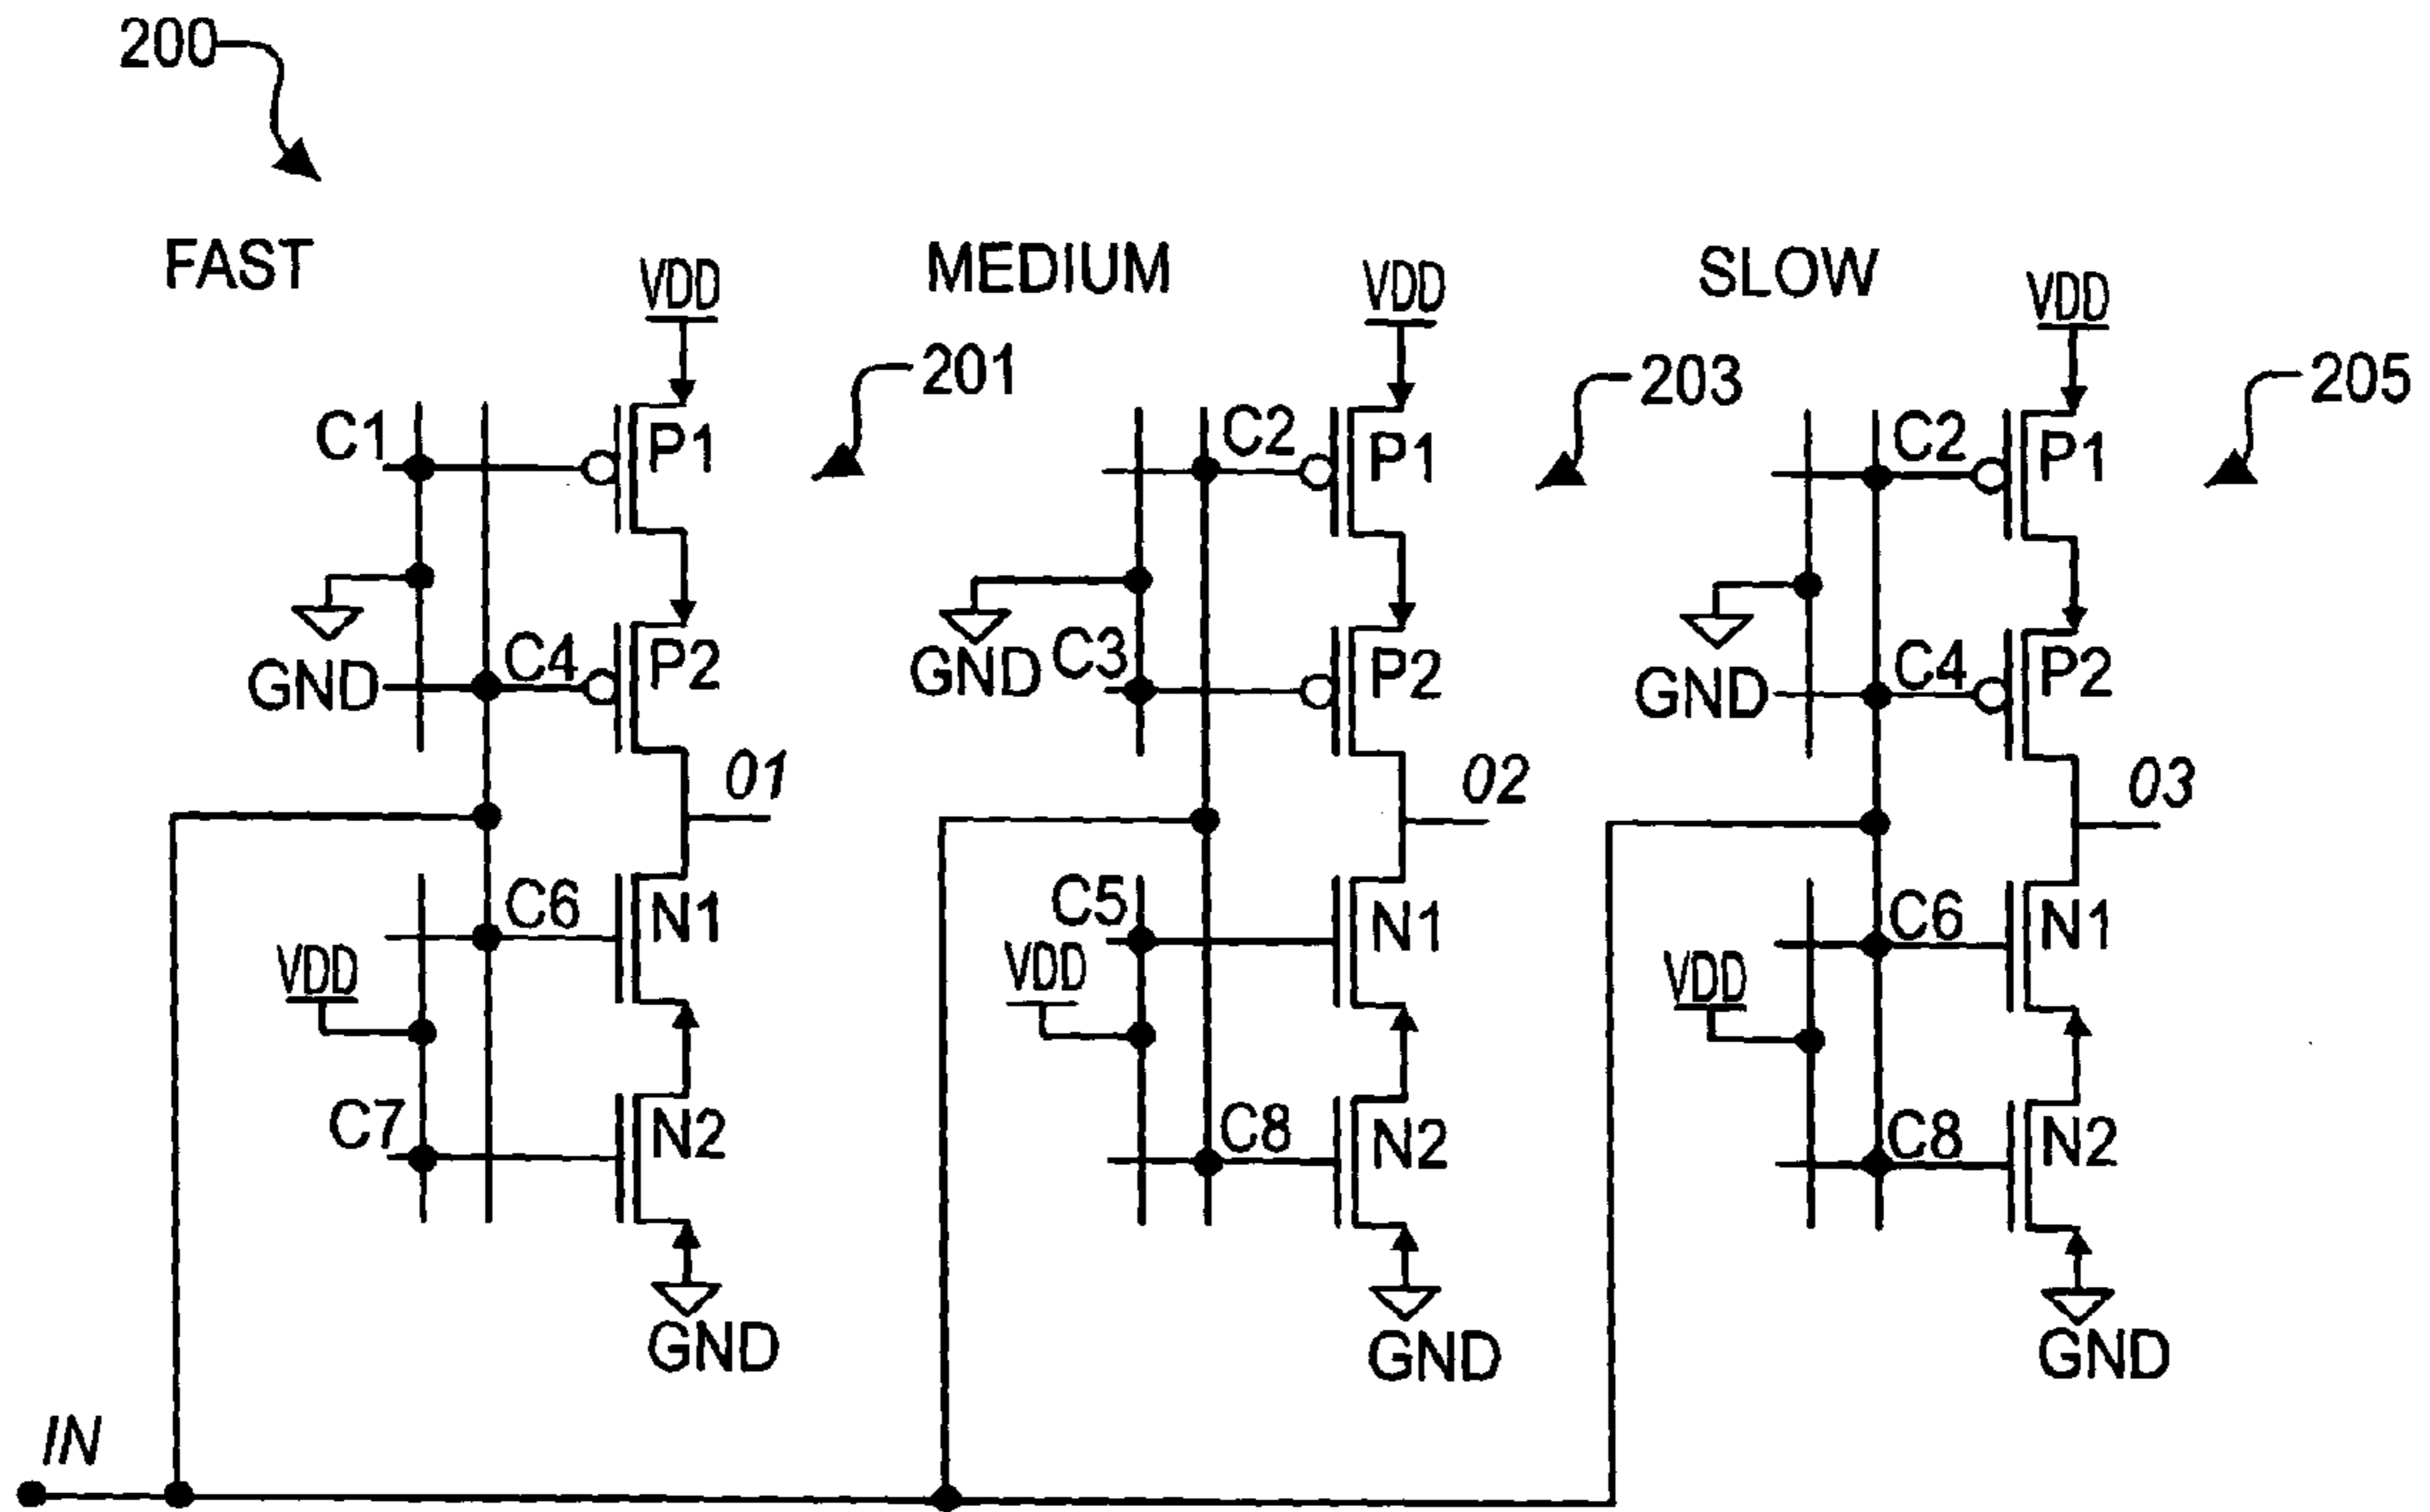 200
FAST
MEDIUM
SLOW
VDD
VDD
VDD
201
203
205
C1
P1
C2
P1
C2
P1
GND
C4
P2
GND
C3
P2
GND
C4
P2
01
02
03
C6
N1
C5
N1
C6
N1
VDD
VDD
VDD
C7
N2
C8
N2
C8
N2
GND
GND
GND
IN